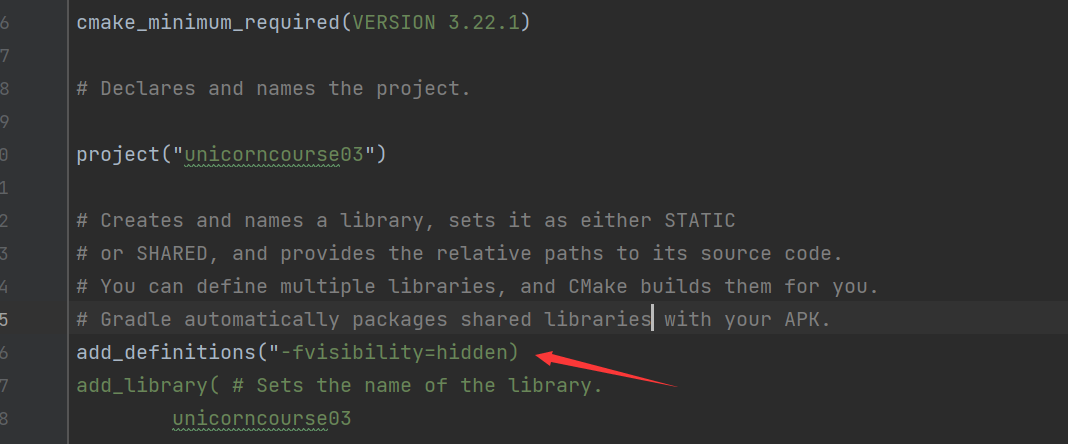 6 cmake_minimum_required(VERSION 3.22.1)
7
8 # Declares and names the project.
9
0 project("unicorncourse03")
1
2 # Creates and names a library, sets it as either STATIC
3 # or SHARED, and provides the relative paths to its source code.
4 # You can define multiple libraries, and CMake builds them for you.
5 # Gradle automatically packages shared libraries with your APK.
6 add_definitions("-fvisibility=hidden)
7 add_library( # Sets the name of the library.
8 unicorncourse03